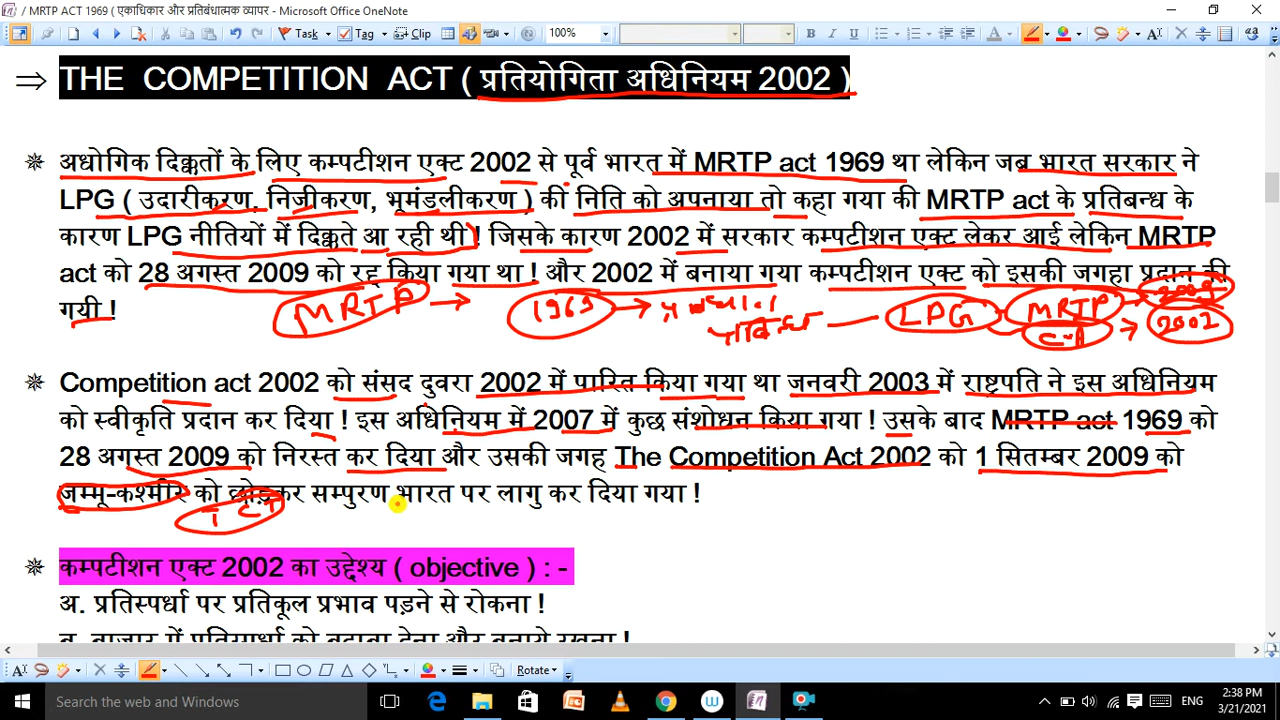 / MRTP ACT 1969 ( एकाधिकार और प्रतिबंधात्मक व्यापार - Microsoft Office OneNote
Task
Tag
Clip
100%
B I U
⇒ THE COMPETITION ACT ( प्रतियोगिता अधिनियम 2002 )
अधोगिक दिक्कतों के लिए कम्पटीशन एक्ट 2002 से पूर्व भारत में MRTP act 1969 था लेकिन जब भारत सरकार ने
LPG ( उदारीकरण, निजीकरण, भूमंडलीकरण ) की निति को अपनाया तो कहा गया की MRTP act के प्रतिबन्ध के
कारण LPG नीतियों में दिक्कते आ रही थी ! जिसके कारण 2002 में सरकार कम्पटीशन एक्ट लेकर आई लेकिन MRTP
act को 28 अगस्त 2009 को रद्द किया गया था ! और 2002 में बनाया गया कम्पटीशन एक्ट को इसकी जगहा प्रदान की
गयी !
MRTP → 1969 → LPG MRTP → 2009
C-A → 2002
Competition act 2002 को संसद दुवरा 2002 में पारित किया गया था जनवरी 2003 में राष्ट्रपति ने इस अधिनियम
को स्वीकृति प्रदान कर दिया ! इस अधिनियम में 2007 में कुछ संशोधन किया गया ! उसके बाद MRTP act 1969 को
28 अगस्त 2009 को निरस्त कर दिया और उसकी जगह The Competition Act 2002 को 1 सितम्बर 2009 को
जम्मू-कश्मीर को छोड़कर सम्पुरण भारत पर लागु कर दिया गया !
कम्पटीशन एक्ट 2002 का उद्देश्य ( objective ) : -
अ. प्रतिस्पर्धा पर प्रतिकूल प्रभाव पड़ने से रोकना !
ब. बाजार में प्रतिस्पर्धा को बढ़ावा देना और बनाये रखना !
Rotate
Search the web and Windows
ENG
2:38 PM
3/21/2021